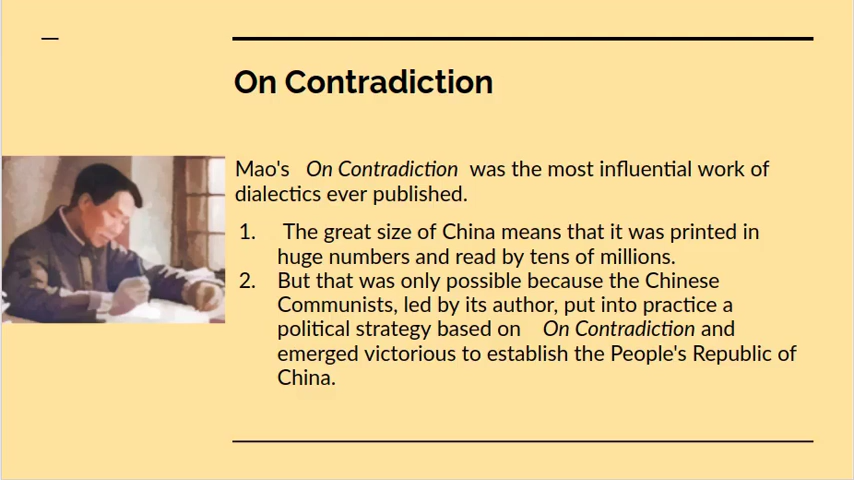 On Contradiction
Mao's On Contradiction was the most influential work of
dialectics ever published.
1. The great size of China means that it was printed in
huge numbers and read by tens of millions.
2. But that was only possible because the Chinese
Communists, led by its author, put into practice a
political strategy based on On Contradiction and
emerged victorious to establish the People's Republic of
China.